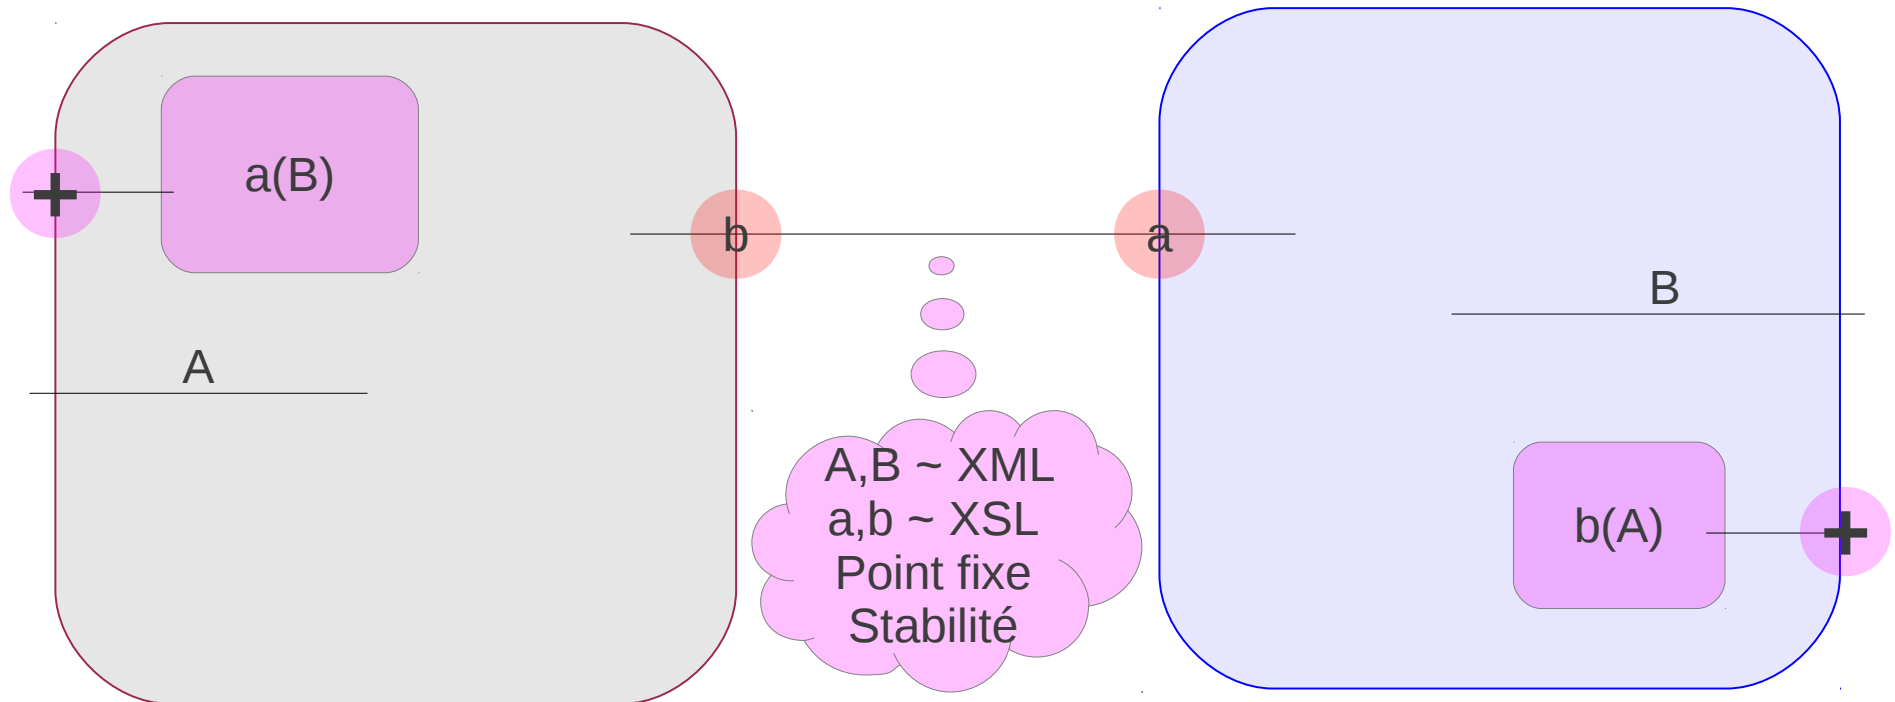 a(B)
+
b
a
B
A
A,B ~ XML
a,b ~ XSL
Point fixe
Stabilité
b(A)
+